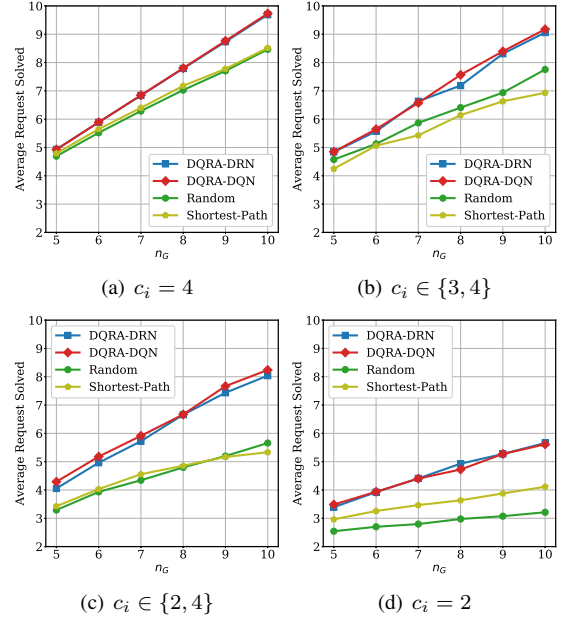 10
9
8
7
6
5
4
3
2
Average Request Solved
DQRA-DRN
DQRA-DQN
Random
Shortest-Path
5 6 7 8 9 10
n_G
(a) c_i = 4
10
9
8
7
6
5
4
3
2
Average Request Solved
DQRA-DRN
DQRA-DQN
Random
Shortest-Path
5 6 7 8 9 10
n_G
(b) c_i ∈ {3, 4}
10
9
8
7
6
5
4
3
2
Average Request Solved
DQRA-DRN
DQRA-DQN
Random
Shortest-Path
5 6 7 8 9 10
n_G
(c) c_i ∈ {2, 4}
10
9
8
7
6
5
4
3
2
Average Request Solved
DQRA-DRN
DQRA-DQN
Random
Shortest-Path
5 6 7 8 9 10
n_G
(d) c_i = 2